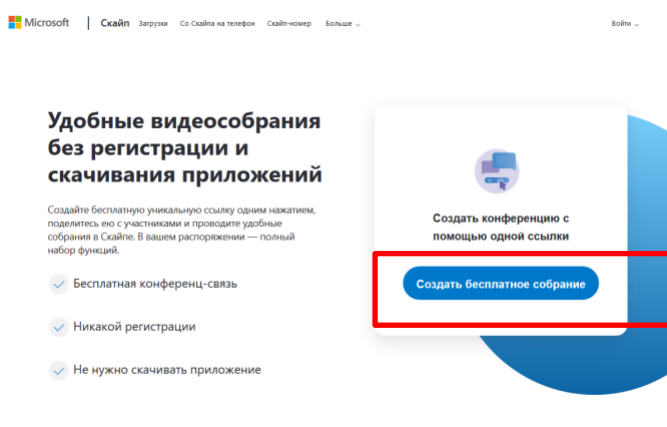 Microsoft | Скайп Загрузки Со Скайпа на телефон Скайп-номер Больше Войти
Удобные видеособрания
без регистрации и
скачивания приложений
Создайте бесплатную уникальную ссылку одним нажатием,
поделитесь ею с участниками и проводите удобные
собрания в Скайпе. В вашем распоряжении — полный
набор функций.
Бесплатная конференц-связь
Никакой регистрации
Не нужно скачивать приложение
Создать конференцию с
помощью одной ссылки
Создать бесплатное собрание